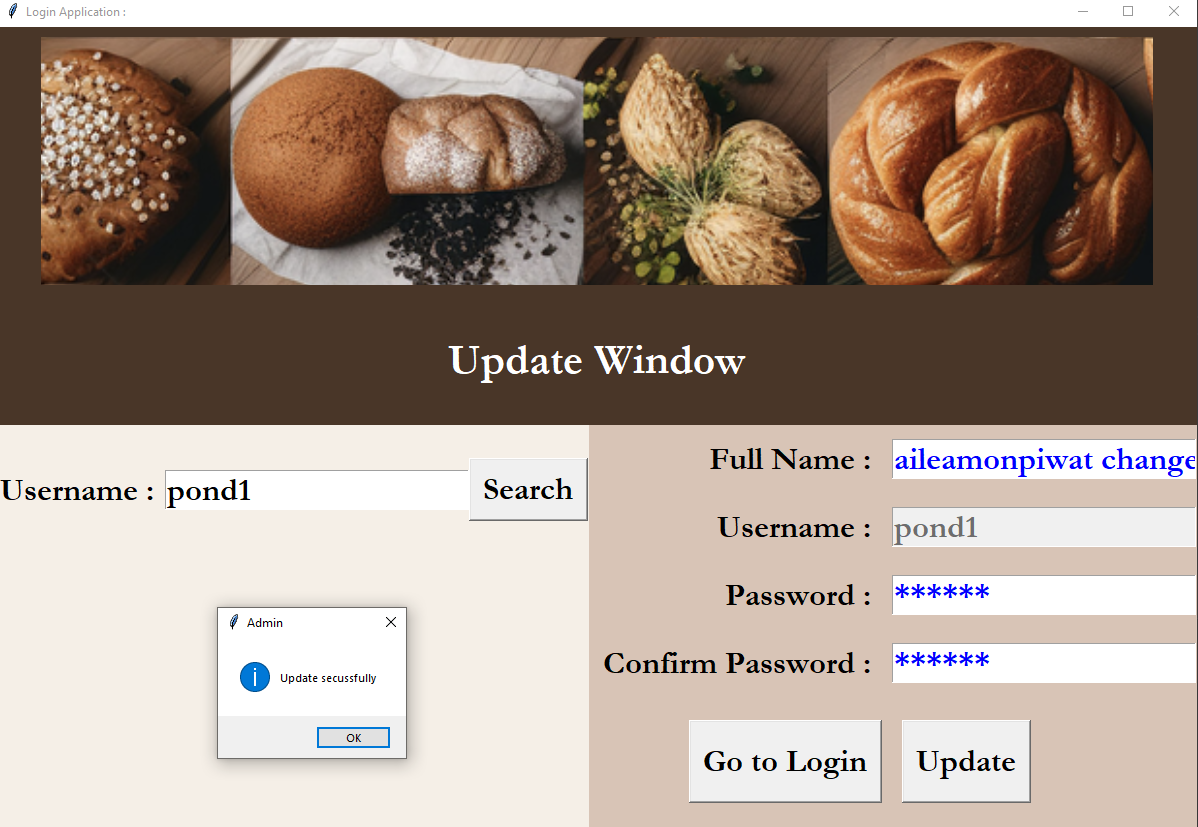 Login Application :
Update Window
Username : pond1 Search
Full Name : aileamonpiwat change
Username : pond1
Password : ******
Confirm Password : ******
Go to Login Update
Admin
Update secussfully
OK